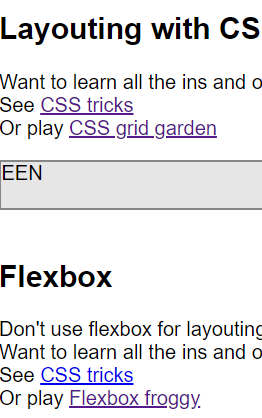 Layouting with CS
Want to learn all the ins and o
See CSS tricks
Or play CSS grid garden
EEN
Flexbox
Don't use flexbox for layouting
Want to learn all the ins and o
See CSS tricks
Or play Flexbox froggy